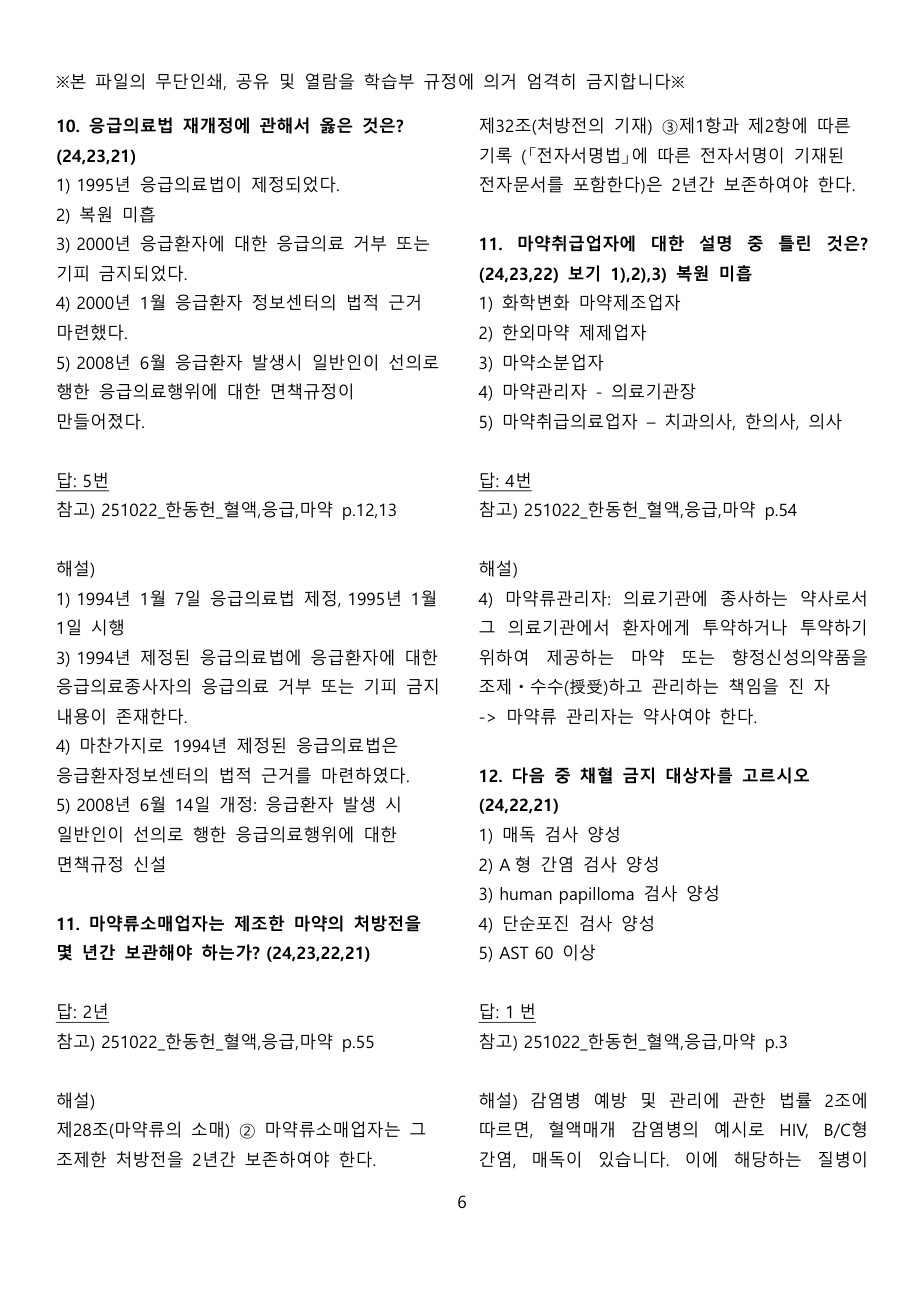 ※본 파일의 무단인쇄, 공유 및 열람을 학습부 규정에 의거 엄격히 금지합니다※
10. 응급의료법 재개정에 관해서 옳은 것은?
(24,23,21)
1) 1995년 응급의료법이 제정되었다.
2) 복원 미흡
3) 2000년 응급환자에 대한 응급의료 거부 또는
기피 금지되었다.
4) 2000년 1월 응급환자 정보센터의 법적 근거
마련했다.
5) 2008년 6월 응급환자 발생시 일반인이 선의로
행한 응급의료행위에 대한 면책규정이
만들어졌다.
답: 5번
참고) 251022_한동헌_혈액,응급,마약 p.12,13
해설)
1) 1994년 1월 7일 응급의료법 제정, 1995년 1월
1일 시행
3) 1994년 제정된 응급의료법에 응급환자에 대한
응급의료종사자의 응급의료 거부 또는 기피 금지
내용이 존재한다.
4) 마찬가지로 1994년 제정된 응급의료법은
응급환자정보센터의 법적 근거를 마련하였다.
5) 2008년 6월 14일 개정: 응급환자 발생 시
일반인이 선의로 행한 응급의료행위에 대한
면책규정 신설
11. 마약류소매업자는 제조한 마약의 처방전을
몇 년간 보관해야 하는가? (24,23,22,21)
답: 2년
참고) 251022_한동헌_혈액,응급,마약 p.55
해설)
제28조(마약류의 소매) ② 마약류소매업자는 그
조제한 처방전을 2년간 보존하여야 한다.
제32조(처방전의 기재) ③제1항과 제2항에 따른
기록 (「전자서명법」에 따른 전자서명이 기재된
전자문서를 포함한다)은 2년간 보존하여야 한다.
11. 마약취급업자에 대한 설명 중 틀린 것은?
(24,23,22) 보기 1),2),3) 복원 미흡
1) 화학변화 마약제조업자
2) 한외마약 제제업자
3) 마약소분업자
4) 마약관리자 - 의료기관장
5) 마약취급의료업자 – 치과의사, 한의사, 의사
답: 4번
참고) 251022_한동헌_혈액,응급,마약 p.54
해설)
4) 마약류관리자: 의료기관에 종사하는 약사로서
그 의료기관에서 환자에게 투약하거나 투약하기
위하여 제공하는 마약 또는 향정신성의약품을
조제・수수(授受)하고 관리하는 책임을 진 자
-> 마약류 관리자는 약사여야 한다.
12. 다음 중 채혈 금지 대상자를 고르시오
(24,22,21)
1) 매독 검사 양성
2) A형 간염 검사 양성
3) human papilloma 검사 양성
4) 단순포진 검사 양성
5) AST 60 이상
답: 1번
참고) 251022_한동헌_혈액,응급,마약 p.3
해설) 감염병 예방 및 관리에 관한 법률 2조에
따르면, 혈액매개 감염병의 예시로 HIV, B/C형
간염, 매독이 있습니다. 이에 해당하는 질병이
6